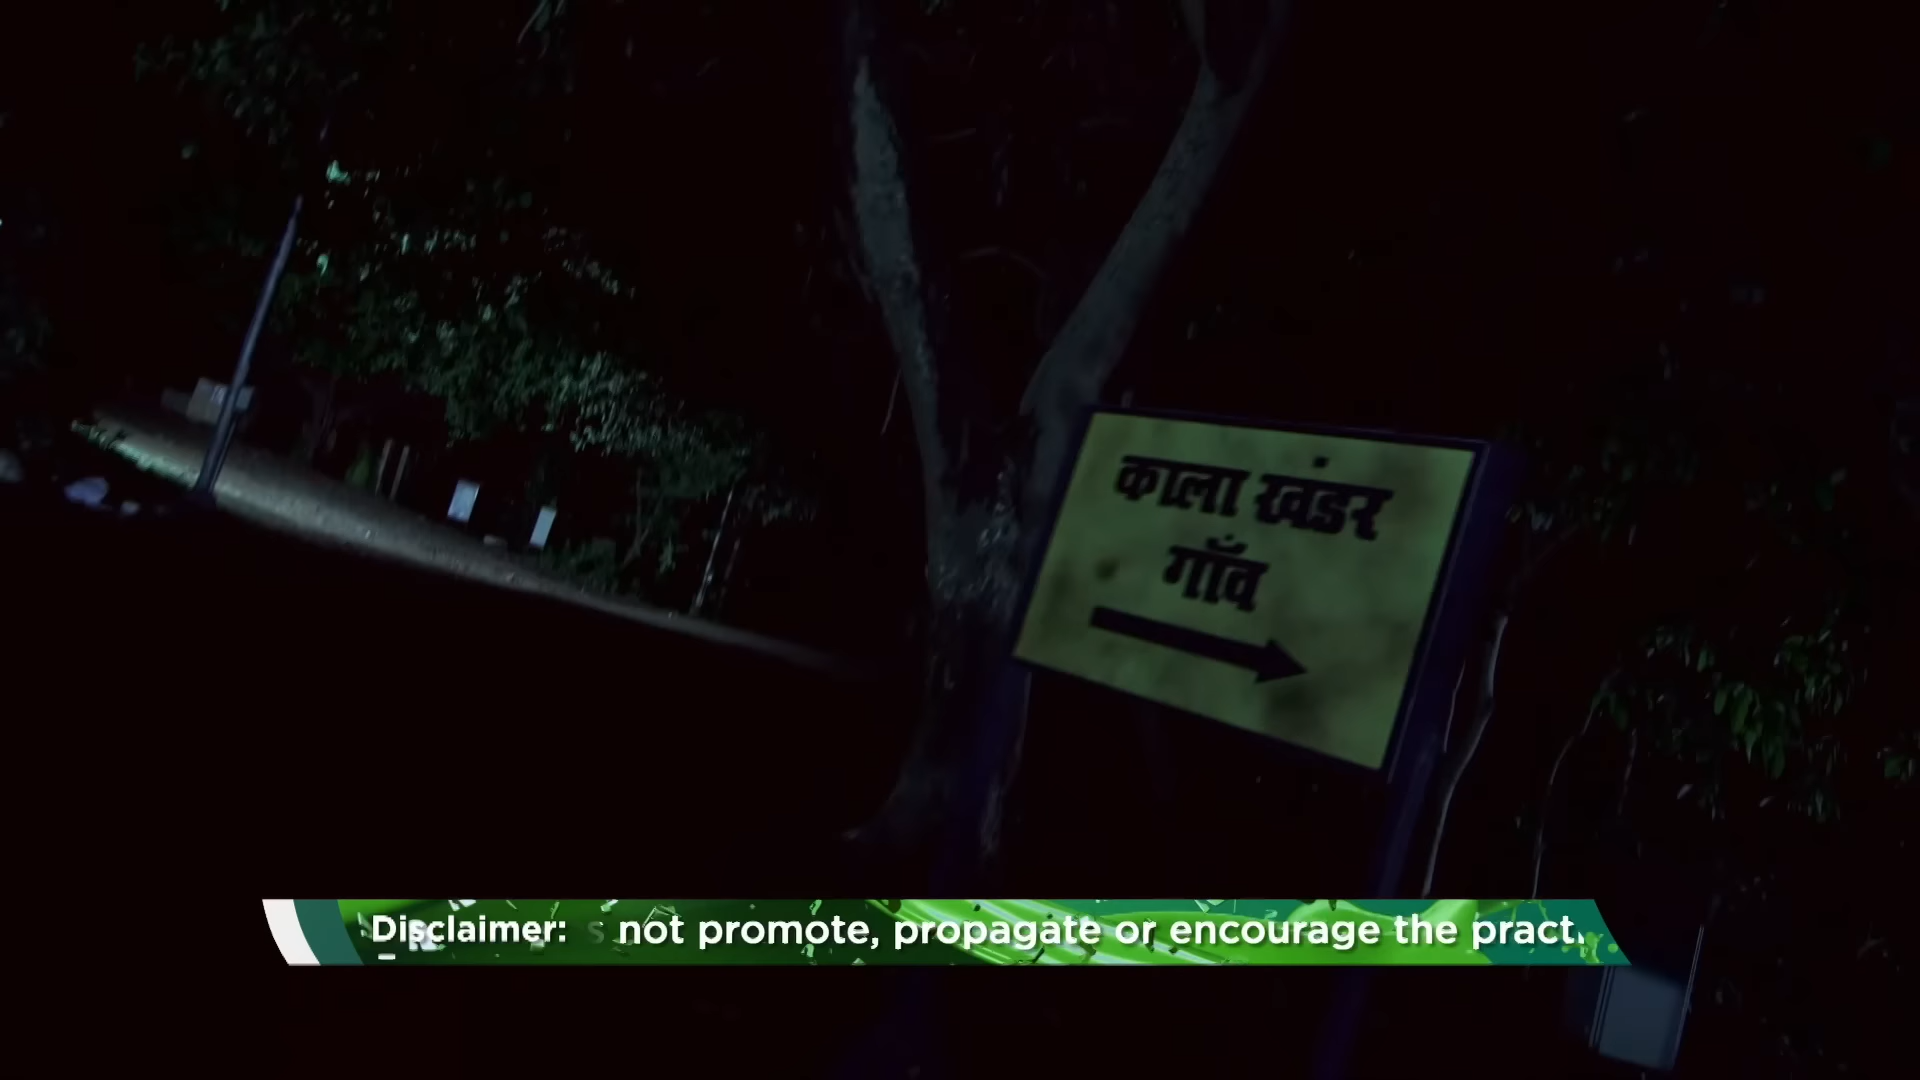 काला खंडर
गाँव
Disclaimer: s not promote, propagate or encourage the pract